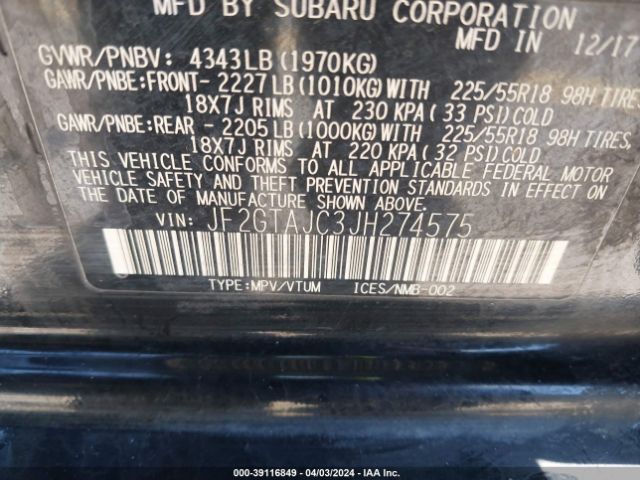 MFD BY SUBARU CORPORATION
MFD IN 12/17
GVWR/PNBV: 4343LB(1970KG)
GAWR/PNBE:FRONT- 2227LB(1010KG)WITH 225/55R18 98H TIRES,
18X7J RIMS AT 230 KPA(33 PSI)COLD
GAWR/PNBE:REAR - 2205LB(1000KG)WITH 225/55R18 98H TIRES,
18X7J RIMS AT 220 KPA(32 PSI)COLD
THIS VEHICLE CONFORMS TO ALL APPLICABLE FEDERAL MOTOR
VEHICLE SAFETY AND THEFT PREVENTION STANDARDS IN EFFECT ON
THE DATE OF MANUFACTURE SHOWN ABOVE.
VIN: JF2GTAJC3JH274575
TYPE:MPV/VTUM ICES/NMB-002
000-39116849 - 04/03/2024 - IAA Inc.